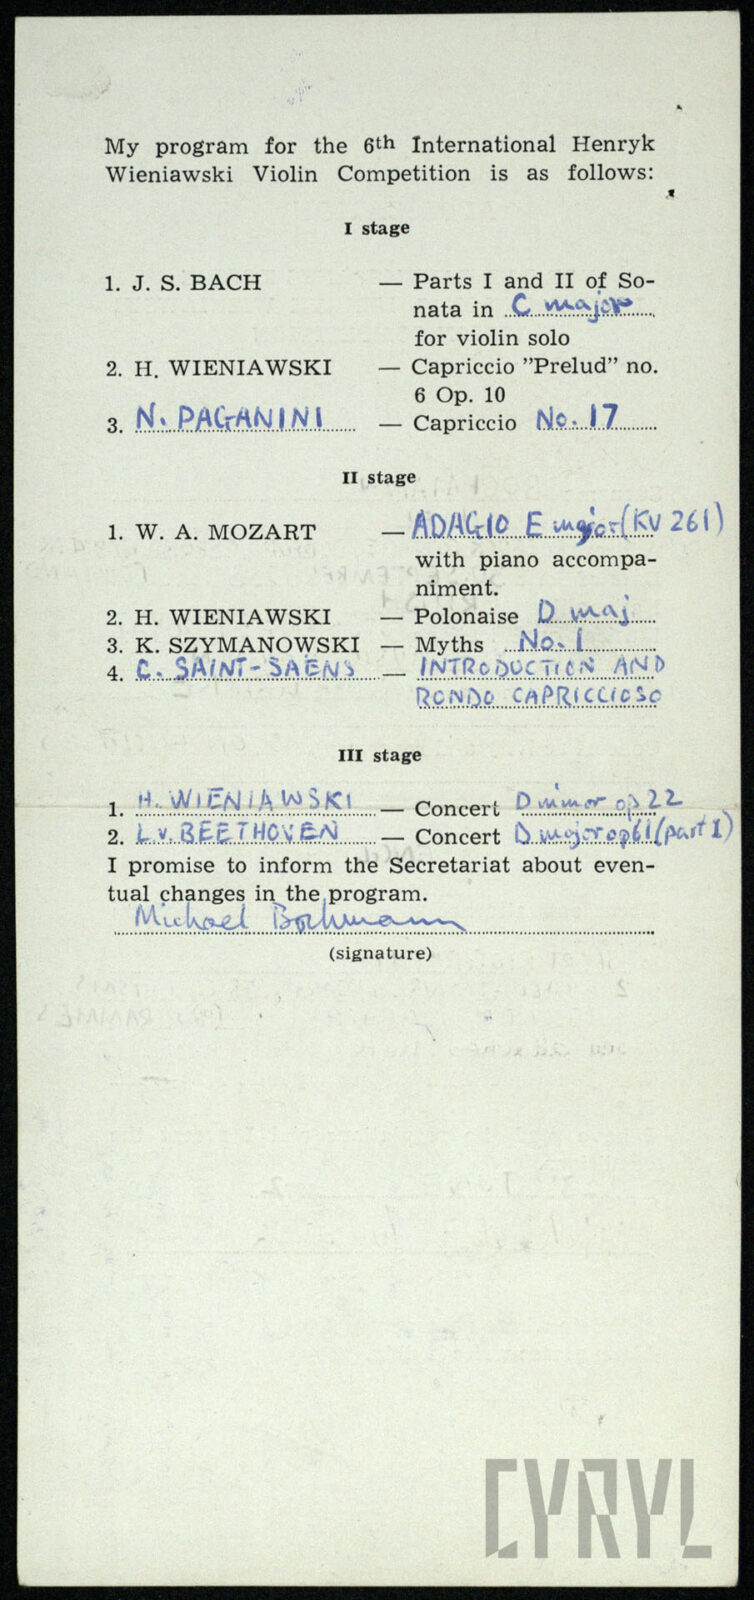 My program for the 6th International Henryk
Wieniawski Violin Competition is as follows:
I stage
1. J. S. BACH — Parts I and II of So-
nata in C major
for violin solo
2. H. WIENIAWSKI — Capriccio "Prelud" no.
6 Op. 10
3. N. PAGANINI — Capriccio No. 17
II stage
1. W. A. MOZART — ADAGIO E major (KV 261)
with piano accompa-
niment.
2. H. WIENIAWSKI — Polonaise D maj
3. K. SZYMANOWSKI — Myths No. 1
4. C. SAINT-SAËNS — INTRODUCTION AND
RONDO CAPRICCIOSO
III stage
1. H. WIENIAWSKI — Concert D minor op 22
2. L v. BEETHOVEN — Concert D major op 61 (part I)
I promise to inform the Secretariat about even-
tual changes in the program.
Michael Bochmann
(signature)
CYRYL